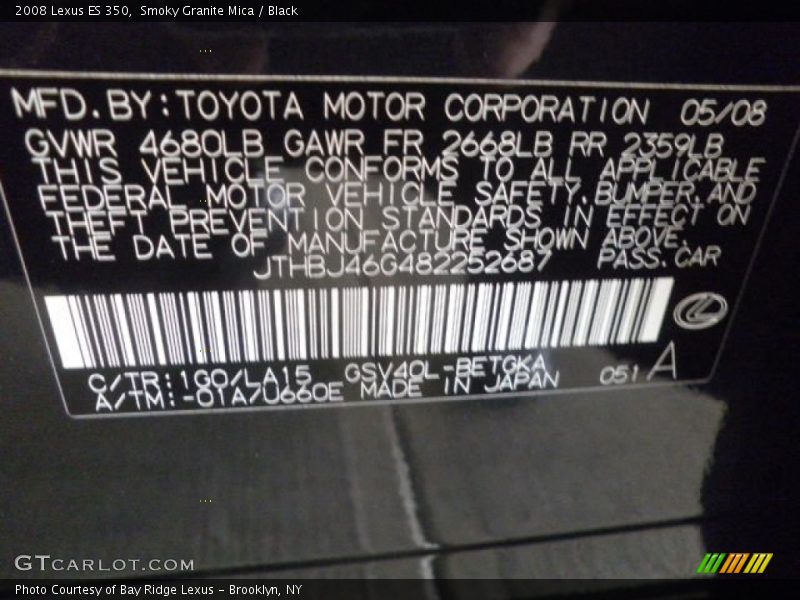 2008 Lexus ES 350,  Smoky Granite Mica / Black
MFD. BY: TOYOTA MOTOR CORPORATION 05/08
GVWR 4680LB GAWR FR 2668LB RR 2359LB
THIS VEHICLE CONFORMS TO ALL APPLICABLE
FEDERAL MOTOR VEHICLE SAFETY, BUMPER, AND
THEFT PREVENTION STANDARDS IN EFFECT ON
THE DATE OF MANUFACTURE SHOWN ABOVE.
JTHBJ46G482252687 PASS. CAR
C/TR: 1G0/LA15 GSV40L-BETGKA 051 A
A/TM: -01A/U660E MADE IN JAPAN
GTCARLOT.COM
Photo Courtesy of Bay Ridge Lexus – Brooklyn, NY